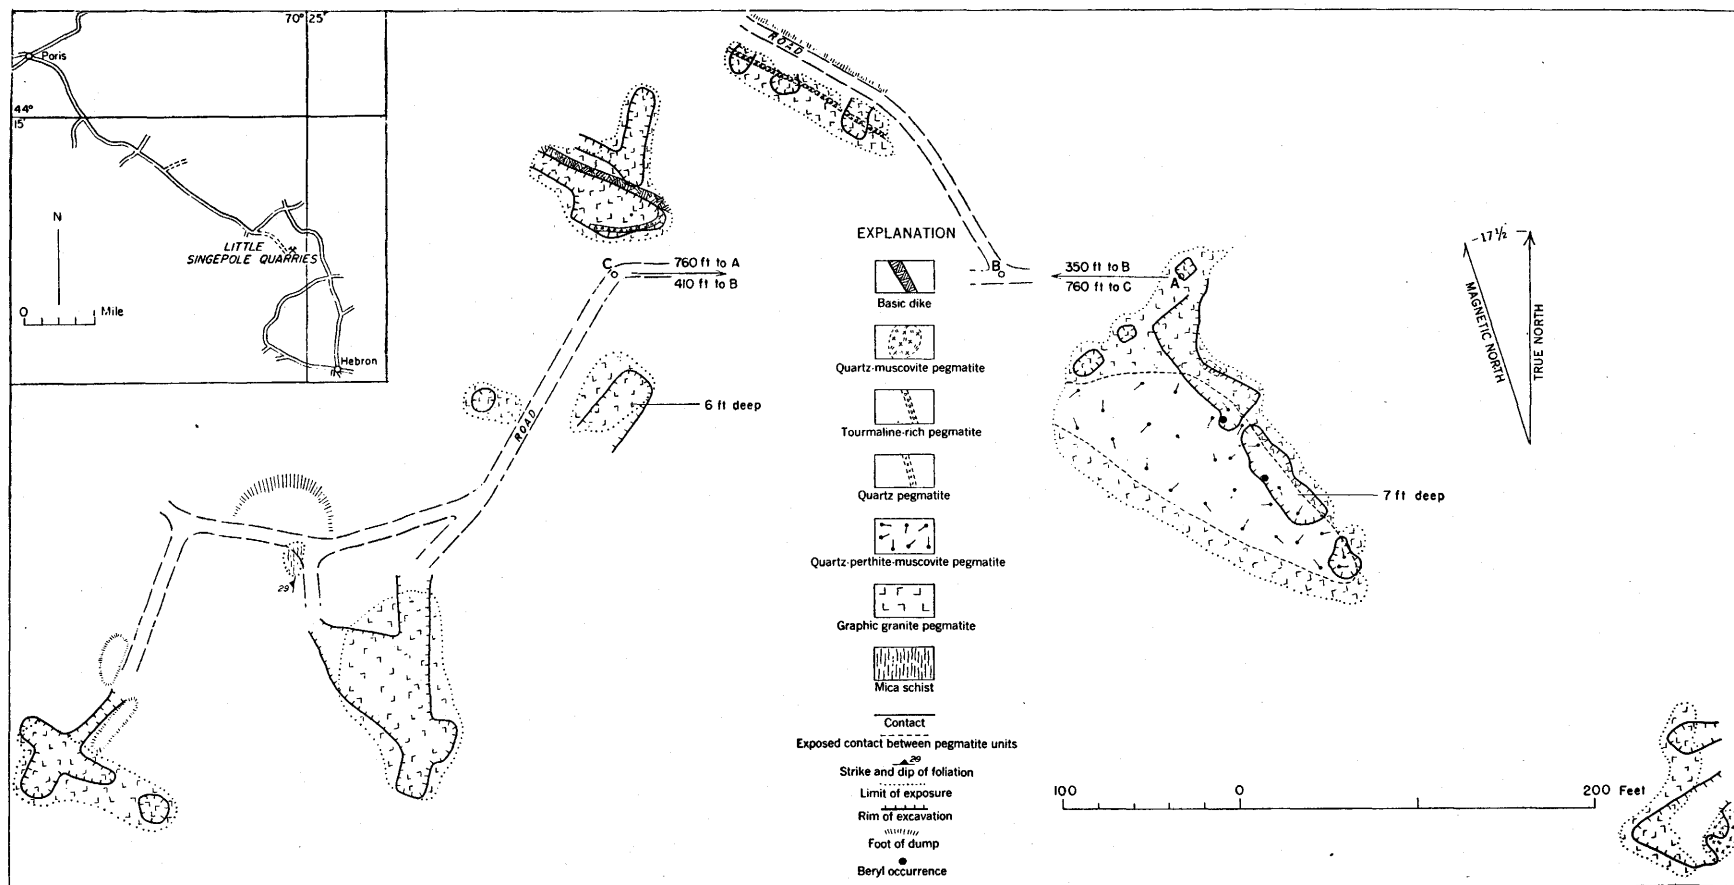 70° 25'
Paris
44°
15'
N
LITTLE
SINGEPOLE QUARRIES
0 Mile
Hebron
ROAD
C
760 ft to A
410 ft to B
B
350 ft to B
760 ft to C
A
17½
MAGNETIC NORTH
TRUE NORTH
6 ft deep
ROAD
7 ft deep
29
EXPLANATION
Basic dike
Quartz-muscovite pegmatite
Tourmaline-rich pegmatite
Quartz pegmatite
Quartz-perthite-muscovite pegmatite
Graphic granite pegmatite
Mica schist
Contact
Exposed contact between pegmatite units
29
Strike and dip of foliation
Limit of exposure
Rim of excavation
Foot of dump
Beryl occurrence
100 0 200 Feet